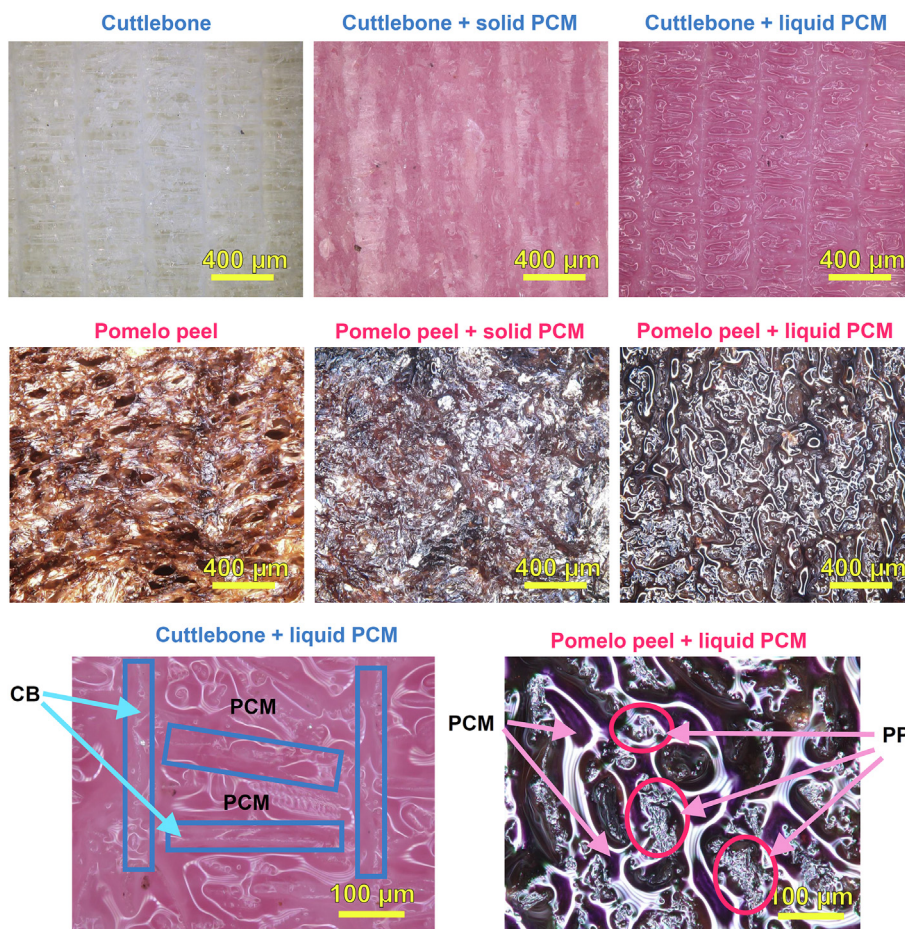 Cuttlebone
Cuttlebone + solid PCM
Cuttlebone + liquid PCM
400 µm
400 µm
400 µm
Pomelo peel
Pomelo peel + solid PCM
Pomelo peel + liquid PCM
400 µm
400 µm
400 µm
Cuttlebone + liquid PCM
Pomelo peel + liquid PCM
CB
PCM
PCM
100 µm
PCM
PP
100 µm